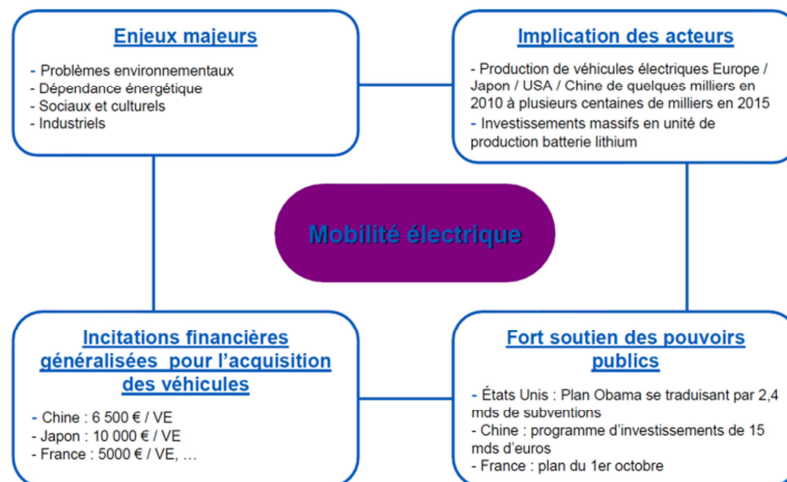 Enjeux majeurs
- Problèmes environnementaux
- Dépendance énergétique
- Sociaux et culturels
- Industriels
Implication des acteurs
- Production de véhicules électriques Europe /
Japon / USA / Chine de quelques milliers en
2010 à plusieurs centaines de milliers en 2015
- Investissements massifs en unité de
production batterie lithium
Mobilité électrique
Incitations financières
généralisées pour l'acquisition
des véhicules
- Chine : 6 500 € / VE
- Japon : 10 000 € / VE
- France : 5000 € / VE, ...
Fort soutien des pouvoirs
publics
- États Unis : Plan Obama se traduisant par 2,4
mds de subventions
- Chine : programme d'investissements de 15
mds d'euros
- France : plan du 1er octobre